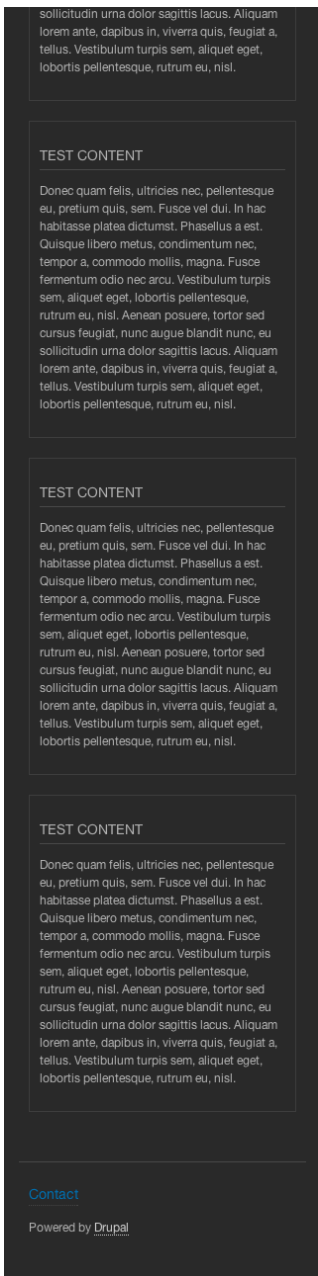 sollicitudin urna dolor sagittis lacus. Aliquam
lorem ante, dapibus in, viverra quis, feugiat a,
tellus. Vestibulum turpis sem, aliquet eget,
lobortis pellentesque, rutrum eu, nisl.
TEST CONTENT
Donec quam felis, ultricies nec, pellentesque
eu, pretium quis, sem. Fusce vel dui. In hac
habitasse platea dictumst. Phasellus a est.
Quisque libero metus, condimentum nec,
tempor a, commodo mollis, magna. Fusce
fermentum odio nec arcu. Vestibulum turpis
sem, aliquet eget, lobortis pellentesque,
rutrum eu, nisl. Aenean posuere, tortor sed
cursus feugiat, nunc augue blandit nunc, eu
sollicitudin urna dolor sagittis lacus. Aliquam
lorem ante, dapibus in, viverra quis, feugiat a,
tellus. Vestibulum turpis sem, aliquet eget,
lobortis pellentesque, rutrum eu, nisl.
TEST CONTENT
Donec quam felis, ultricies nec, pellentesque
eu, pretium quis, sem. Fusce vel dui. In hac
habitasse platea dictumst. Phasellus a est.
Quisque libero metus, condimentum nec,
tempor a, commodo mollis, magna. Fusce
fermentum odio nec arcu. Vestibulum turpis
sem, aliquet eget, lobortis pellentesque,
rutrum eu, nisl. Aenean posuere, tortor sed
cursus feugiat, nunc augue blandit nunc, eu
sollicitudin urna dolor sagittis lacus. Aliquam
lorem ante, dapibus in, viverra quis, feugiat a,
tellus. Vestibulum turpis sem, aliquet eget,
lobortis pellentesque, rutrum eu, nisl.
TEST CONTENT
Donec quam felis, ultricies nec, pellentesque
eu, pretium quis, sem. Fusce vel dui. In hac
habitasse platea dictumst. Phasellus a est.
Quisque libero metus, condimentum nec,
tempor a, commodo mollis, magna. Fusce
fermentum odio nec arcu. Vestibulum turpis
sem, aliquet eget, lobortis pellentesque,
rutrum eu, nisl. Aenean posuere, tortor sed
cursus feugiat, nunc augue blandit nunc, eu
sollicitudin urna dolor sagittis lacus. Aliquam
lorem ante, dapibus in, viverra quis, feugiat a,
tellus. Vestibulum turpis sem, aliquet eget,
lobortis pellentesque, rutrum eu, nisl.
Contact
Powered by Drupal